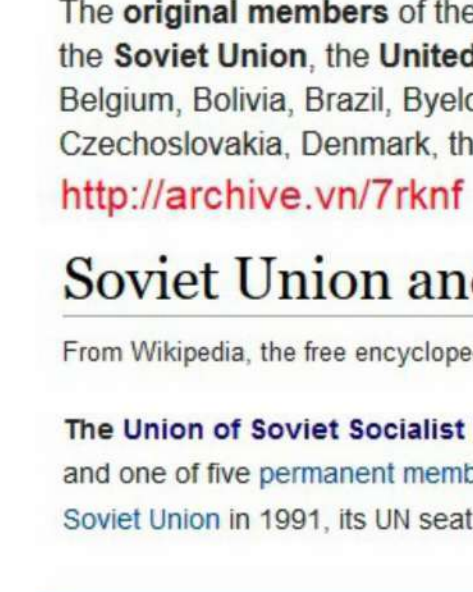 The original members of the
the Soviet Union, the United
Belgium, Bolivia, Brazil, Byelo
Czechoslovakia, Denmark, th
http://archive.vn/7rknf
Soviet Union and
From Wikipedia, the free encyclope
The Union of Soviet Socialist
and one of five permanent memb
Soviet Union in 1991, its UN seat